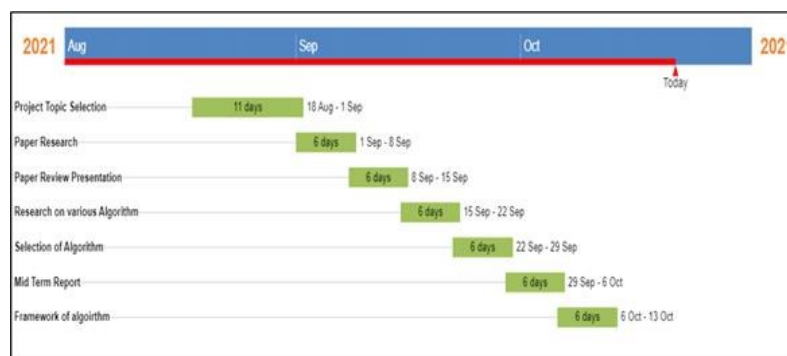 2021 Aug Sep Oct 202
Today
Project Topic Selection 11 days 18 Aug - 1 Sep
Paper Research 6 days 1 Sep - 8 Sep
Paper Review Presentation 6 days 8 Sep - 15 Sep
Research on various Algorithm 6 days 15 Sep - 22 Sep
Selection of Algorithm 6 days 22 Sep - 29 Sep
Mid Term Report 6 days 29 Sep - 6 Oct
Framework of algoirthm 6 days 6 Oct - 13 Oct